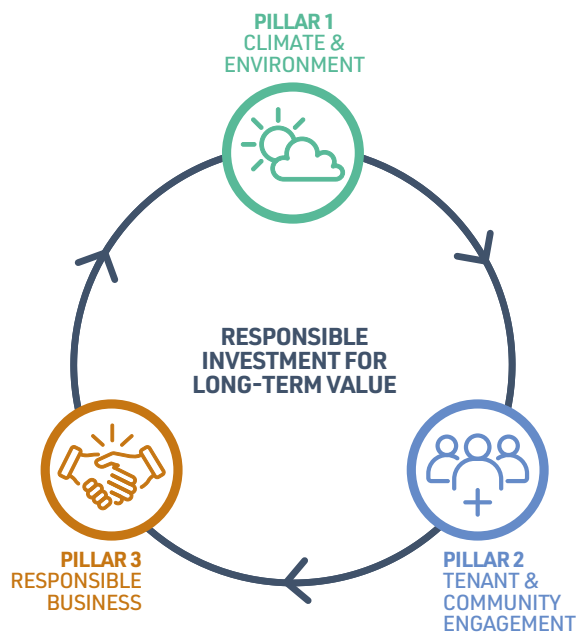 PILLAR 1
CLIMATE &
ENVIRONMENT
RESPONSIBLE
INVESTMENT FOR
LONG-TERM VALUE
PILLAR 3
RESPONSIBLE
BUSINESS
PILLAR 2
TENANT &
COMMUNITY
ENGAGEMENT